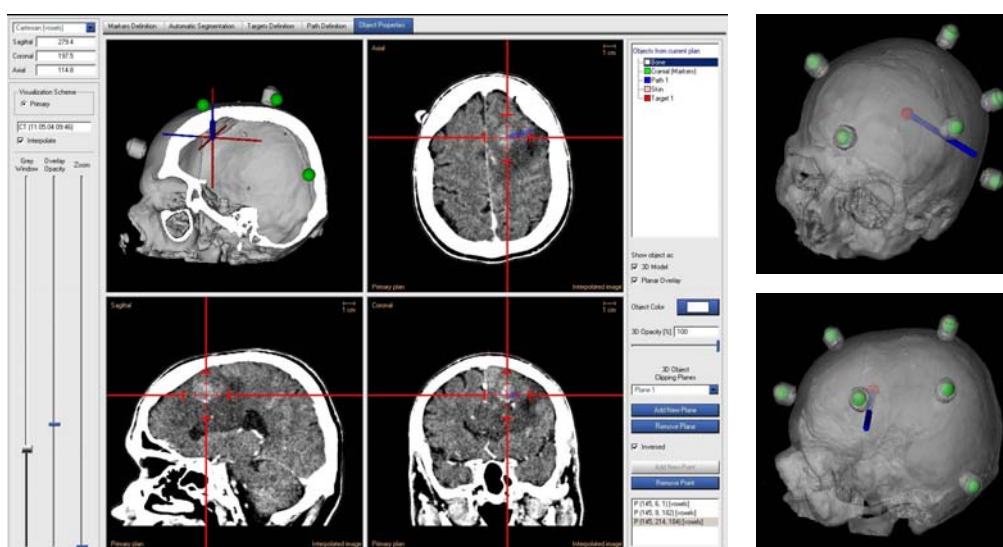 Cartesian [voxels]
Sagittal 279.4
Coronal 197.5
Axial 114.8
Visualization Scheme
Primary
CT (11.05.04 09:46)
Interpolate
Grey Window
Overlay Opacity
Zoom
Markers Definition
Automatic Segmentation
Targets Definition
Path Definition
Object Properties
Axial
1 cm
Primary plan
Interpolated image
Sagittal
1 cm
Primary plan
Interpolated image
Coronal
1 cm
Primary plan
Interpolated image
Objects from current plan
Bone
Cranial (Markers)
Path 1
Skin
Target 1
Show object as
3D Model
Planar Overlay
Object Color
3D Opacity [%] 100
3D Object
Clipping Planes
Plane 1
Add New Plane
Remove Plane
Inversed
Add New Point
Remove Point
P (145, 6, 1) [voxels]
P (145, 8, 182) [voxels]
P (145, 214, 184) [voxels]